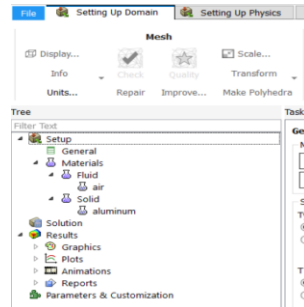 File Setting Up Domain Setting Up Physics
Mesh
Display... Scale...
Info Check Quality Transform
Units... Repair Improve... Make Polyhedra
Tree Task
Filter Text
Setup
General
Materials
Fluid
air
Solid
aluminum
Solution
Results
Graphics
Plots
Animations
Reports
Parameters & Customization